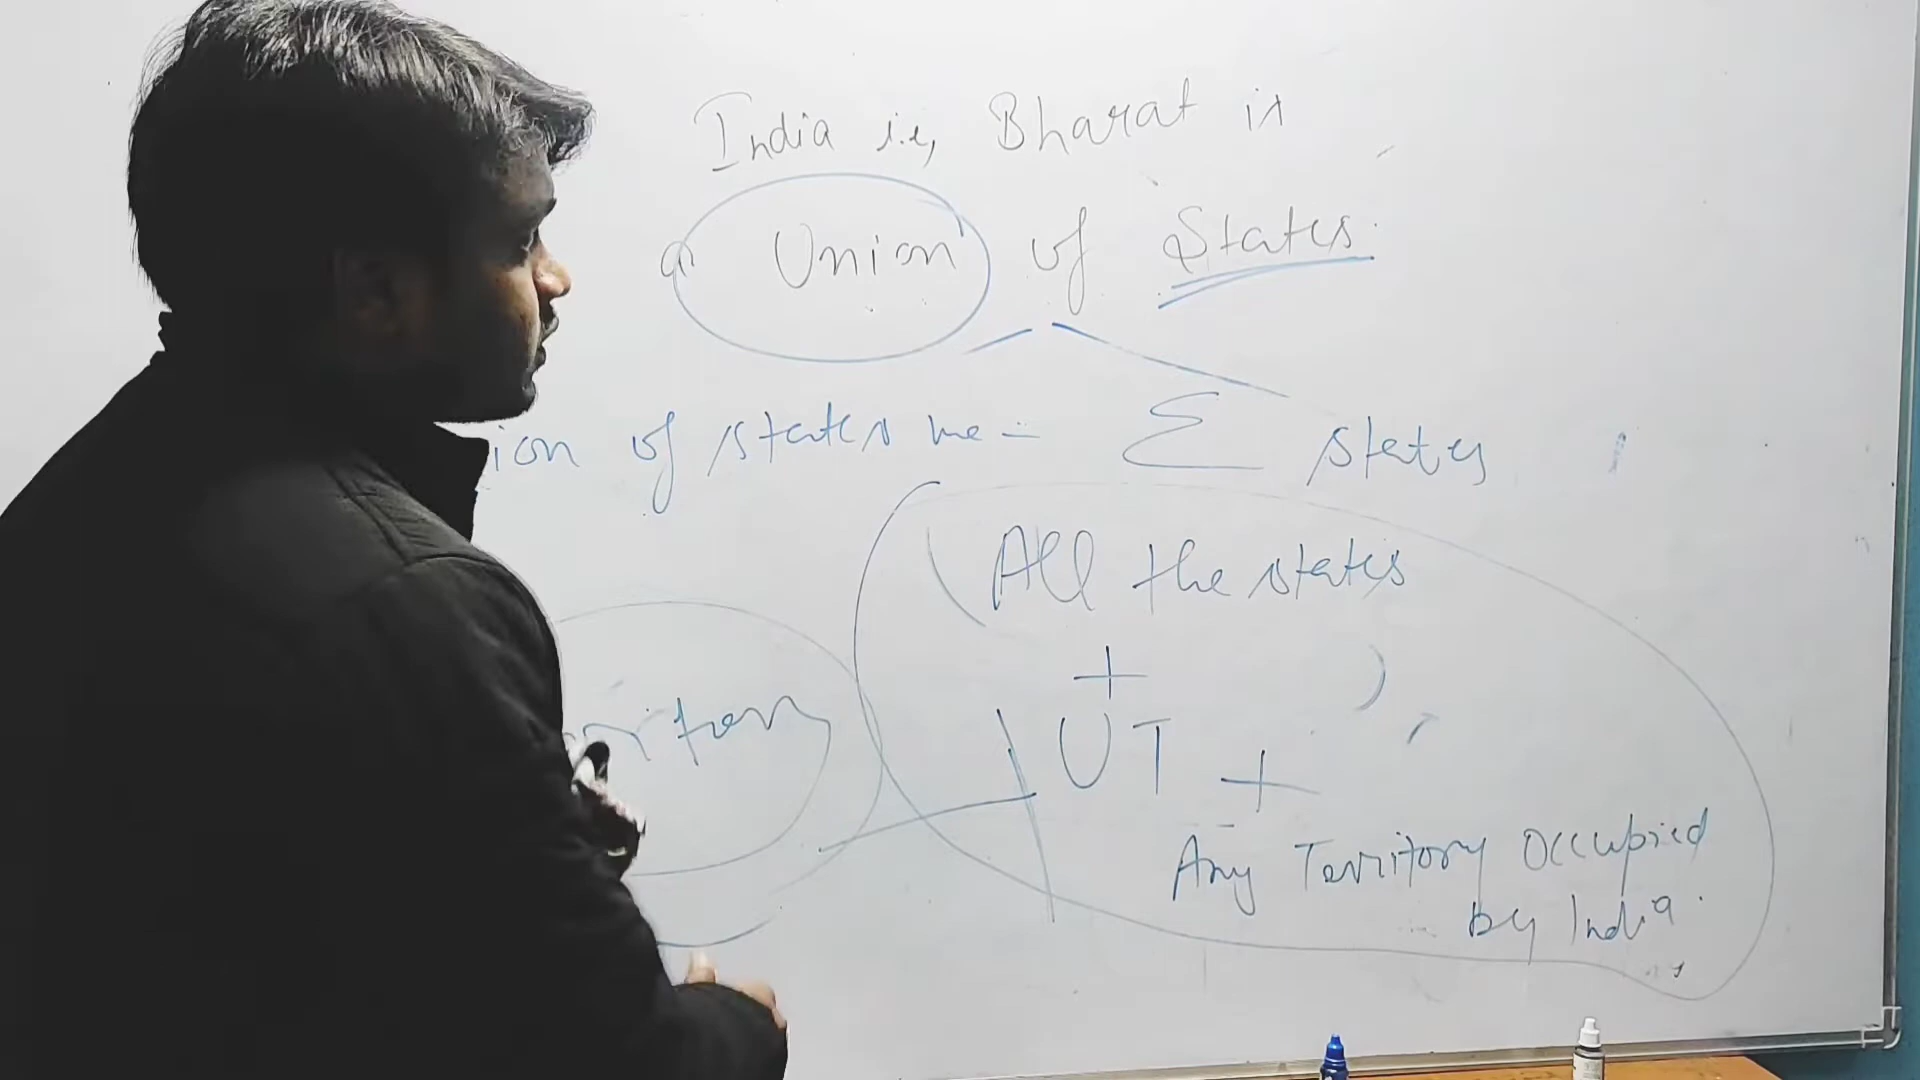 India i.e, Bharat is
a Union of States.
ion of states me = Σ states
All the states
+
UT +
rritory
Any Territory Occupied
By India.